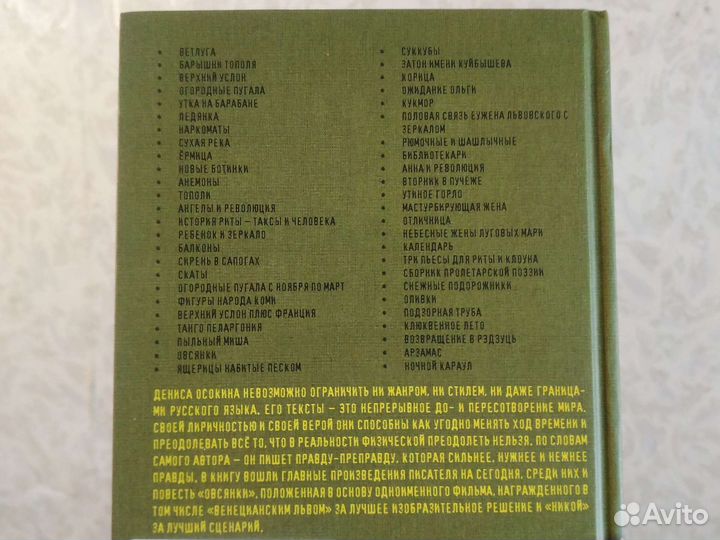 • ВЕТЛУГА
• БАРЫШНИ ТОПОЛЯ
• ВЕРХНИЙ УСЛОН
• ОГОРОДНЫЕ ПУГАЛА
• УТКА НА БАРАБАНЕ
• ЛЕДЯНКА
• НАРКОМАТЫ
• СУХАЯ РЕКА
• ЁРМИЦА
• НОВЫЕ БОТИНКИ
• АНЕМОНЫ
• ТОПОЛИ
• АНГЕЛЫ И РЕВОЛЮЦИЯ
• ИСТОРИЯ РИТЫ – ТАКСЫ И ЧЕЛОВЕКА
• РЕБЕНОК И ЗЕРКАЛО
• БАЛКОНЫ
• СИРЕНЬ В САПОГАХ
• СКАТЫ
• ОГОРОДНЫЕ ПУГАЛА С НОЯБРЯ ПО МАРТ
• ФИГУРЫ НАРОДА КОМИ
• ВЕРХНИЙ УСЛОН ПЛЮС ФРАНЦИЯ
• ТАНГО ПЕЛАРГОНИЯ
• ПЫЛЬНЫЙ МИША
• ОВСЯНКИ
• ЯЩЕРИЦЫ НАБИТЫЕ ПЕСКОМ
• СУККУБЫ
• ЗАТОН ИМЕНИ КУЙБЫШЕВА
• КОРИЦА
• ОЖИДАНИЕ ОЛЬГИ
• КУКМОР
• ПОЛОВАЯ СВЯЗЬ ЕУЖЕНА ЛЬВОВСКОГО С
ЗЕРКАЛОМ
• РЮМОЧНЫЕ И ШАШЛЫЧНЫЕ
• БИБЛИОТЕКАРИ
• АННА И РЕВОЛЮЦИЯ
• ВТОРНИК В ПУЧЕЖЕ
• УТИНОЕ ГОРЛО
• МАСТУРБИРУЮЩАЯ ЖЕНА
• ОТЛИЧНИЦА
• НЕБЕСНЫЕ ЖЕНЫ ЛУГОВЫХ МАРИ
• КАЛЕНДАРЬ
• ТРИ ПЬЕСЫ ДЛЯ РИТЫ И КЛОУНА
• СБОРНИК ПРОЛЕТАРСКОЙ ПОЭЗИИ
• СНЕЖНЫЕ ПОДОРОЖНИКИ
• ОЛИВКИ
• ПОДЗОРНАЯ ТРУБА
• КЛЮКВЕННОЕ ЛЕТО
• ВОЗВРАЩЕНИЕ В РЭДЗУЦЬ
• АРЗАМАС
• НОЧНОЙ КАРАУЛ
ДЕНИСА ОСОКИНА НЕВОЗМОЖНО ОГРАНИЧИТЬ НИ ЖАНРОМ, НИ СТИЛЕМ, НИ ДАЖЕ ГРАНИЦА-
МИ РУССКОГО ЯЗЫКА. ЕГО ТЕКСТЫ – ЭТО НЕПРЕРЫВНОЕ ДО- И ПЕРЕСОТВОРЕНИЕ МИРА.
СВОЕЙ ЛИРИЧНОСТЬЮ И СВОЕЙ ВЕРОЙ ОНИ СПОСОБНЫ КАК УГОДНО МЕНЯТЬ ХОД ВРЕМЕНИ И
ПРЕОДОЛЕВАТЬ ВСЁ ТО, ЧТО В РЕАЛЬНОСТИ ФИЗИЧЕСКОЙ ПРЕОДОЛЕТЬ НЕЛЬЗЯ. ПО СЛОВАМ
САМОГО АВТОРА – ОН ПИШЕТ ПРАВДУ-ПРЕПРАВДУ, КОТОРАЯ СИЛЬНЕЕ, НУЖНЕЕ И НЕЖНЕЕ
ПРАВДЫ. В КНИГУ ВОШЛИ ГЛАВНЫЕ ПРОИЗВЕДЕНИЯ ПИСАТЕЛЯ НА СЕГОДНЯ, СРЕДИ НИХ И
ПОВЕСТЬ «ОВСЯНКИ», ПОЛОЖЕННАЯ В ОСНОВУ ОДНОИМЕННОГО ФИЛЬМА, НАГРАЖДЕННОГО В
ТОМ ЧИСЛЕ «ВЕНЕЦИАНСКИМ ЛЬВОМ» ЗА ЛУЧШЕЕ ИЗОБРАЗИТЕЛЬНОЕ РЕШЕНИЕ И «НИКОЙ»
ЗА ЛУЧШИЙ СЦЕНАРИЙ.
Avito